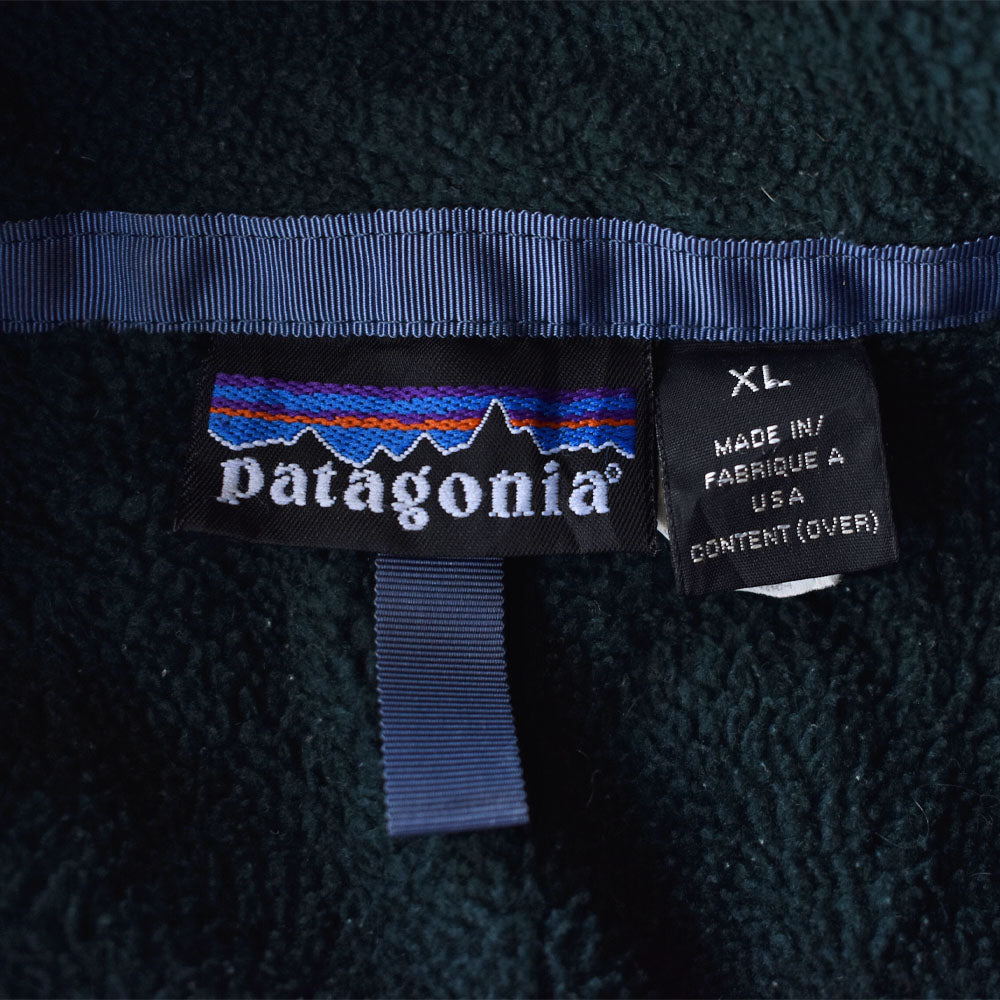 patagonia®
XL
MADE IN/
FABRIQUE A
USA
CONTENT (OVER)